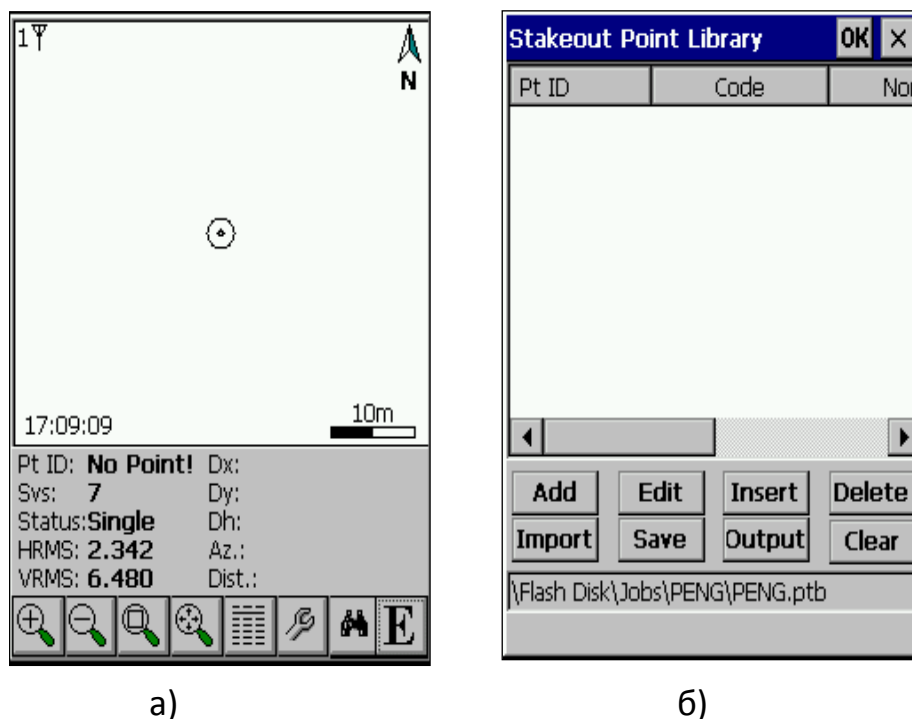 1
N
17:09:09
10m
Pt ID: No Point! Dx:
Svs: 7 Dy:
Status:Single Dh:
HRMS: 2.342 Az.:
VRMS: 6.480 Dist.:
E
а)
Stakeout Point Library OK ×
Pt ID Code Nor
Add Edit Insert Delete
Import Save Output Clear
\Flash Disk\Jobs\PENG\PENG.ptb
б)